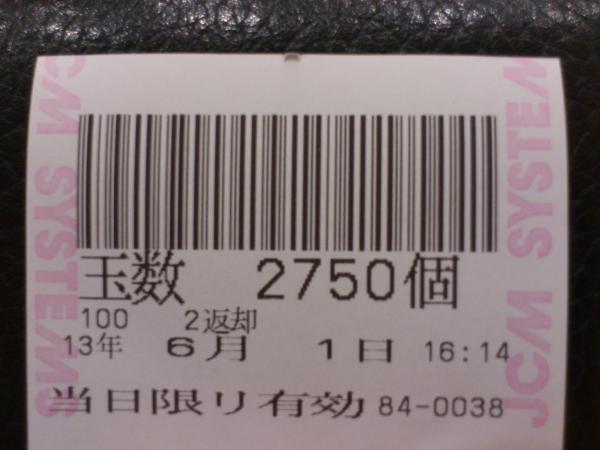 JCM SYSTEMS
JCM SYSTEMS
玉数 2750個
100 2返却
13年 6月 1日 16:14
当日限り有効 84-0038